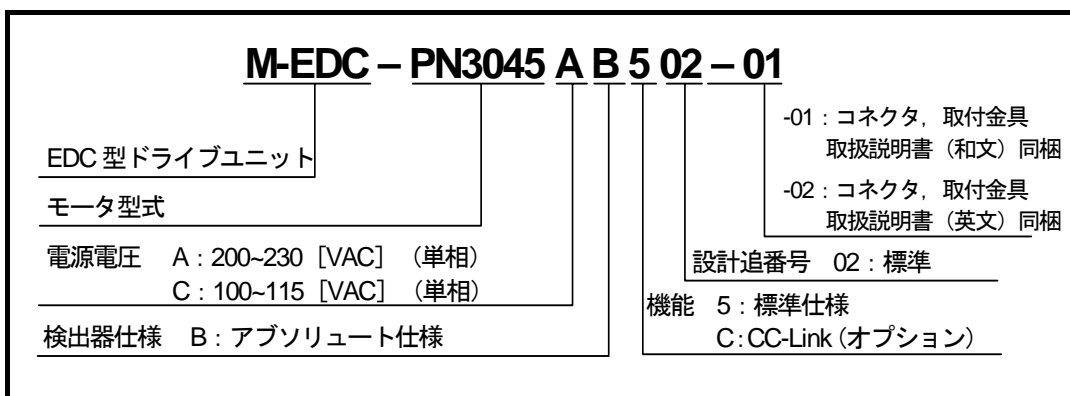 M-EDC – PN3045 A B 5 02 – 01
-01：コネクタ，取付金具
取扱説明書（和文）同梱
EDC 型ドライブユニット
-02：コネクタ，取付金具
取扱説明書（英文）同梱
モータ型式
電源電圧 A：200~230［VAC］（単相）
C：100~115［VAC］（単相）
設計追番号 02：標準
機能 5：標準仕様
C：CC-Link（オプション）
検出器仕様 B：アブソリュート仕様